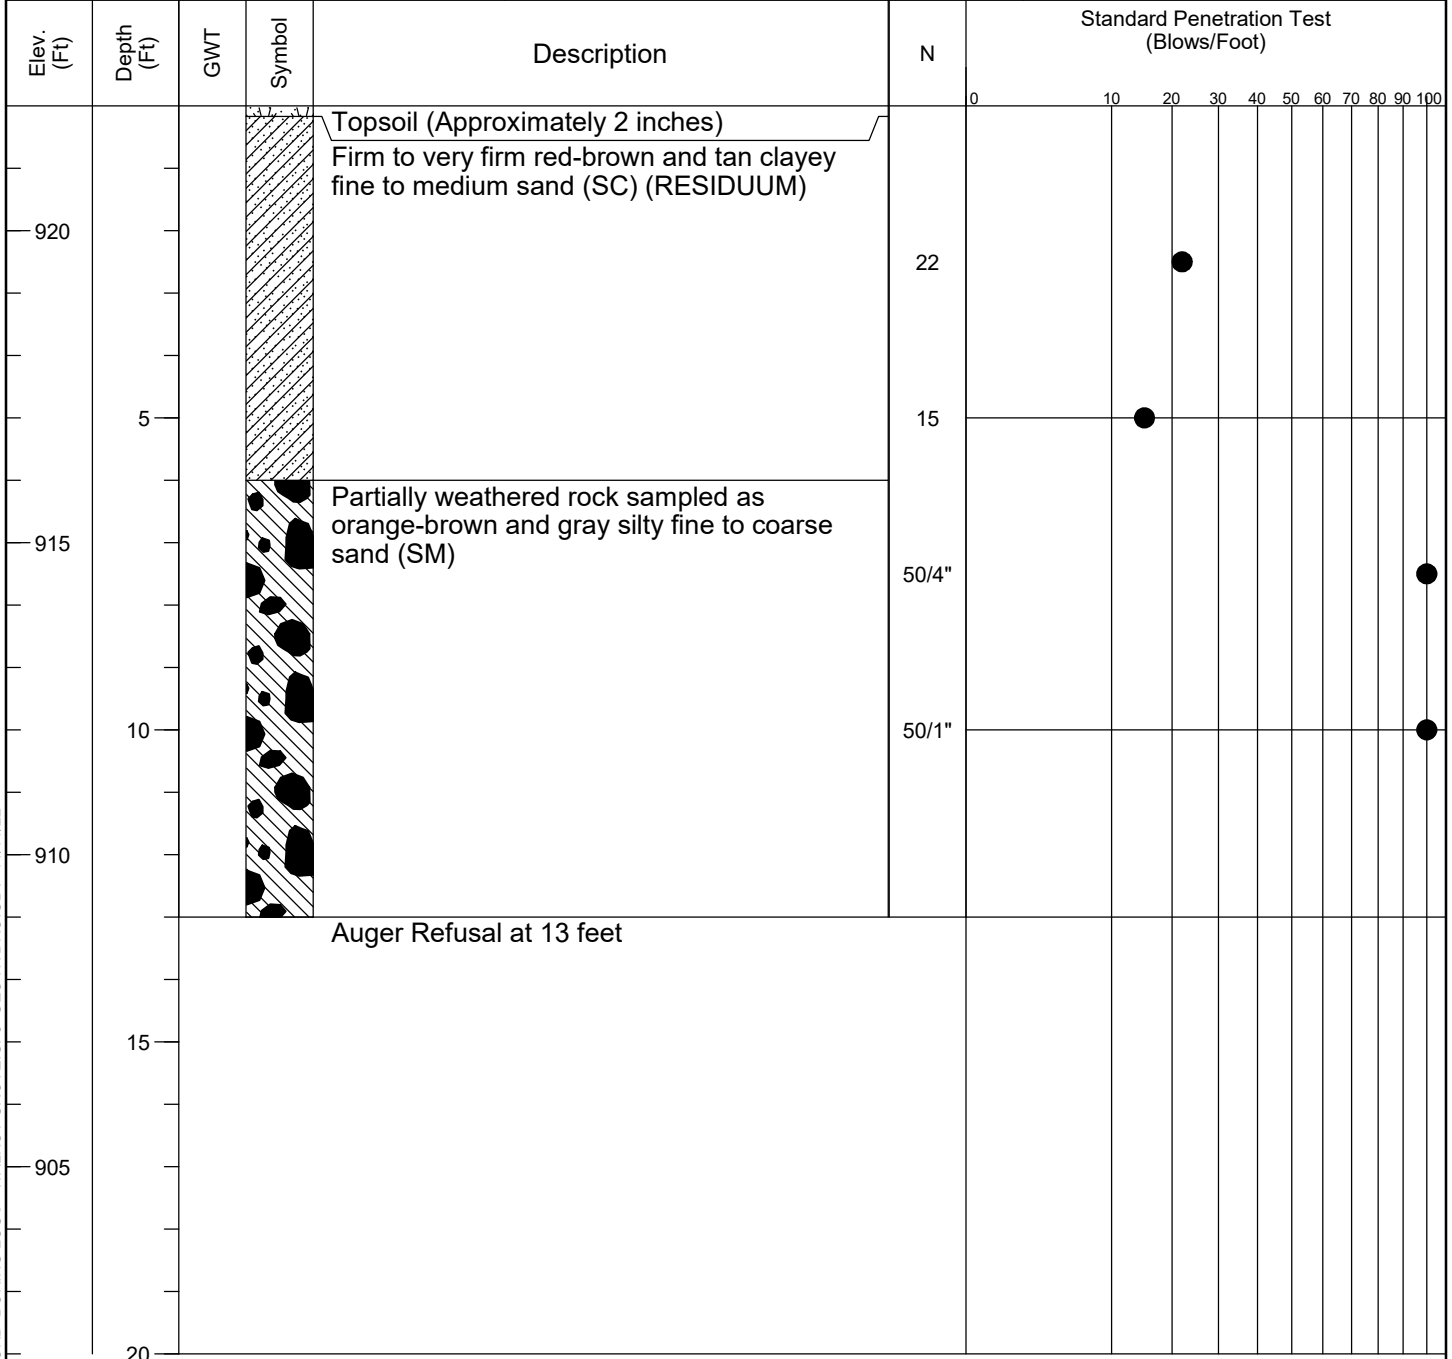 Elev.
(Ft)
Depth
(Ft)
GWT
Symbol
Description
N
Standard Penetration Test
(Blows/Foot)
0 10 20 30 40 50 60 70 80 90 100
Topsoil (Approximately 2 inches)
Firm to very firm red-brown and tan clayey
fine to medium sand (SC) (RESIDUUM)
920
22
5
15
Partially weathered rock sampled as
orange-brown and gray silty fine to coarse
sand (SM)
915
50/4"
10
50/1"
910
Auger Refusal at 13 feet
15
905
20